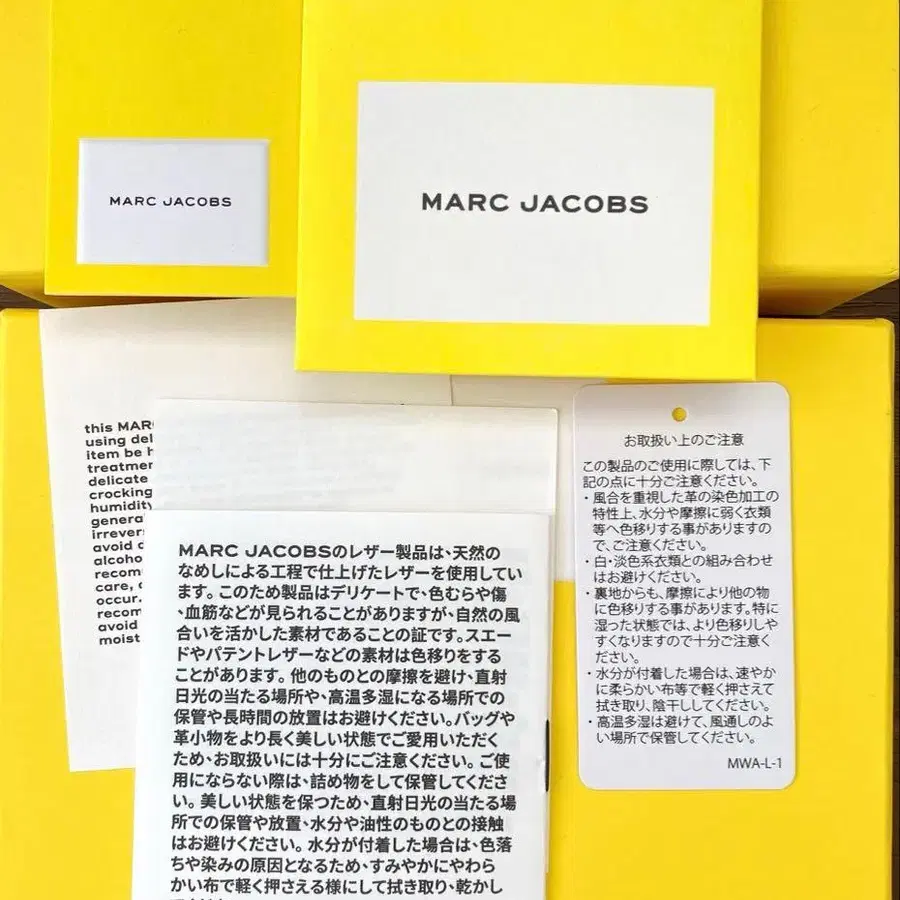 MARC JACOBS
MARC JACOBS
this MAR
using del
item be h
treatmen
delicate
crocking
humidity
general
irrever
avoid
alcoho
recom
care,
occur.
recom
avoid
moist
MARC JACOBSのレザー製品は、天然の
なめしによる工程で仕上げたレザーを使用してい
ます。このため製品はデリケートで、色むらや傷
、血筋などが見られることがありますが、自然の風
合いを活かした素材であることの証です。スエー
ドやパテントレザーなどの素材は色移りをする
ことがあります。他のものとの摩擦を避け、直射
日光の当たる場所や、高温多湿になる場所での
保管や長時間の放置はお避けください。バッグや
革小物をより長く美しい状態でご愛用いただく
ため、お取扱いには十分にご注意ください。ご使
用にならない際は、詰め物をして保管してくださ
い。美しい状態を保つため、直射日光の当たる場
所での保管や放置、水分や油性のものとの接触
はお避けください。水分が付着した場合は、色落
ちや染みの原因となるため、すみやかにやわら
かい布で軽く押さえる様にして拭き取り、乾かし
お取扱い上のご注意
この製品のご使用に際しては、下
記の点に十分ご注意ください。
・風合を重視した革の染色加工の
特性上、水分や摩擦に弱く衣類
等へ色移りする事がありますの
で、ご注意ください。
・白・淡色系衣類との組み合わせ
はお避けください。
・裏地からも、摩擦により他の物
に色移りする事があります。特に
湿った状態では、より色移りしや
すくなりますので十分ご注意く
ださい。
・水分が付着した場合は、速やか
に柔らかい布等で軽く押さえて
拭き取り、陰干ししてください。
・高温多湿は避けて、風通しのよ
い場所で保管してください。
MWA-L-1